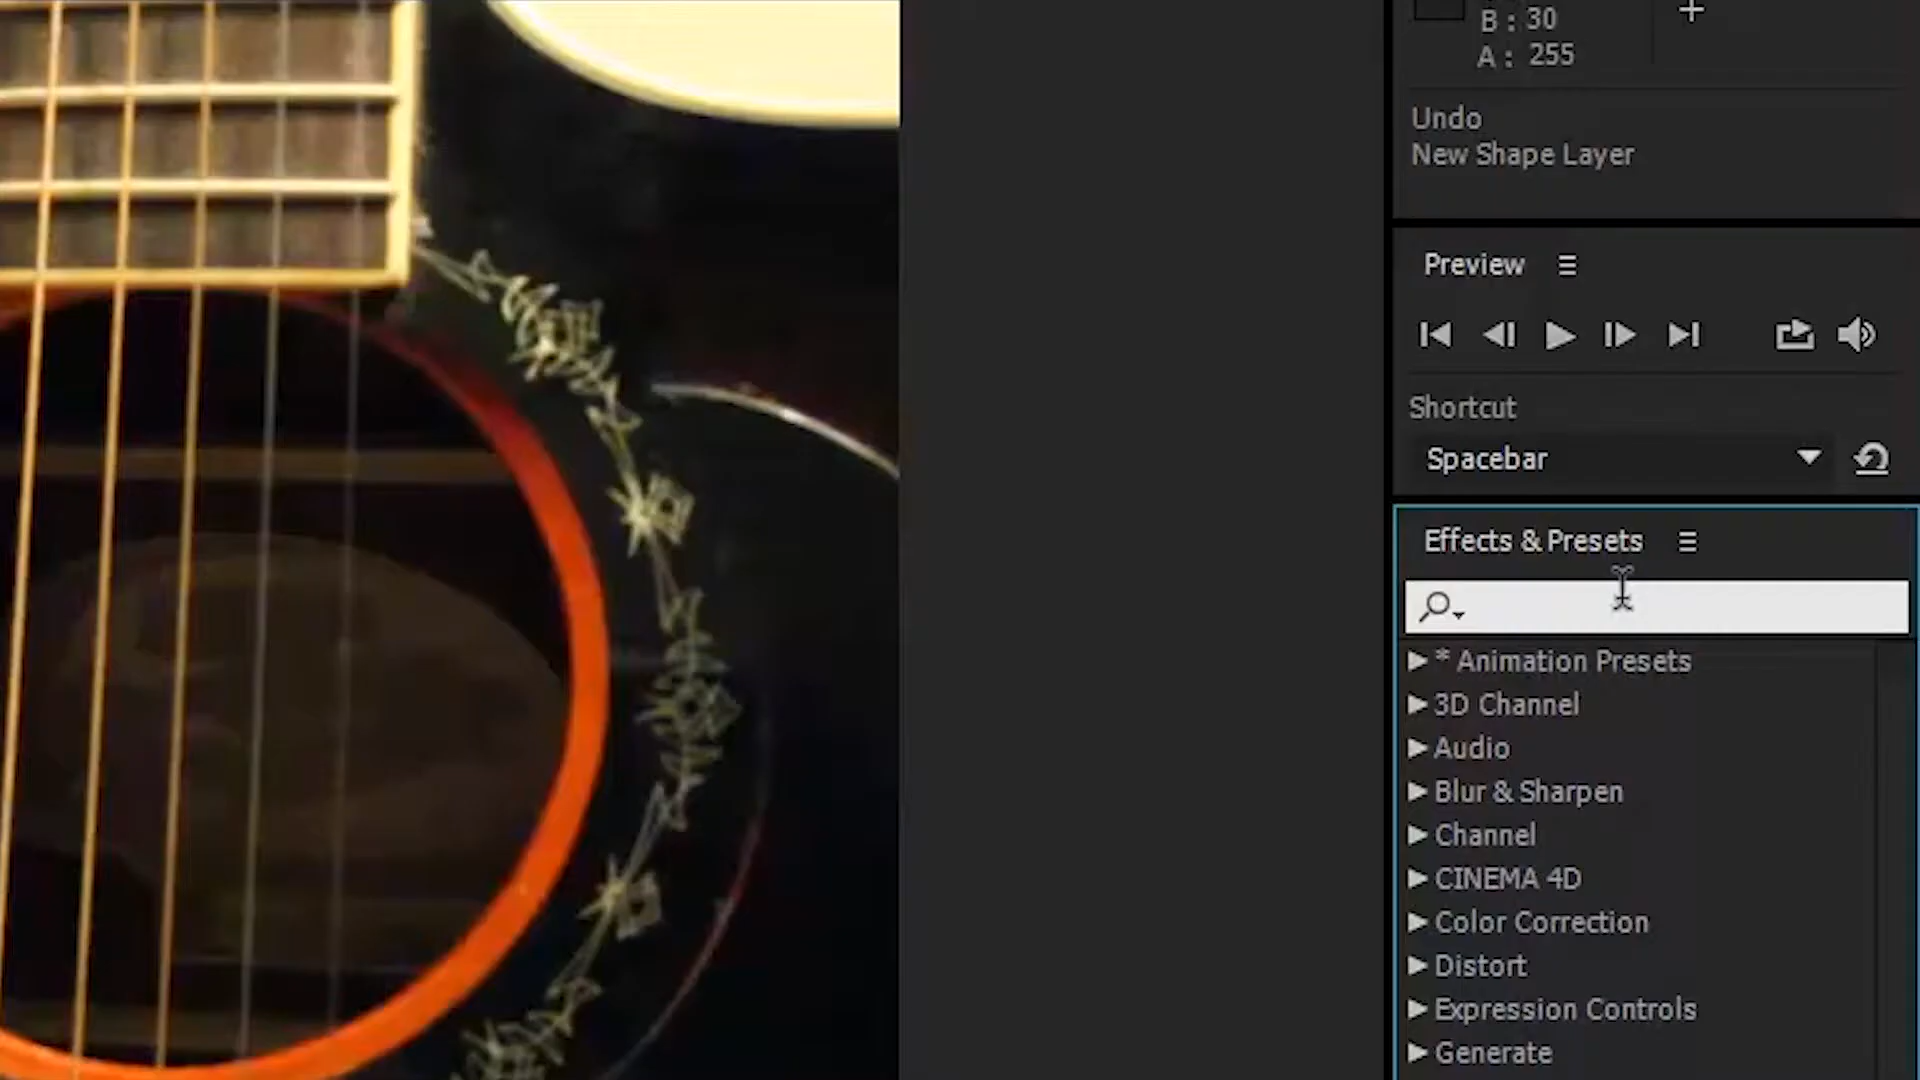 B : 30
A : 255
Undo
New Shape Layer
Preview
Shortcut
Spacebar
Effects & Presets
* Animation Presets
3D Channel
Audio
Blur & Sharpen
Channel
CINEMA 4D
Color Correction
Distort
Expression Controls
Generate